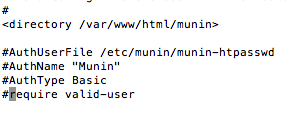 #
<directory /var/www/html/munin>
#AuthUserFile /etc/munin/munin-htpasswd
#AuthName "Munin"
#AuthType Basic
#require valid-user